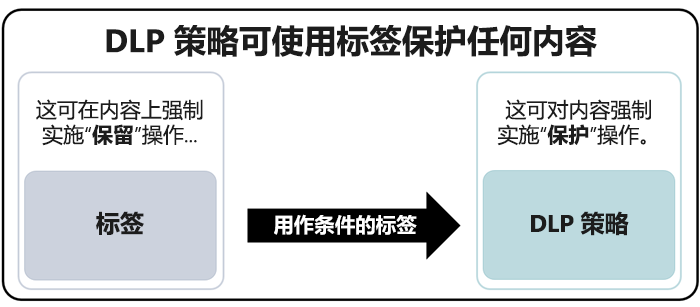 DLP 策略可使用标签保护任何内容
这可在内容上强制
实施“保留”操作...
标签
用作条件的标签
这可对内容强制
实施“保护”操作。
DLP 策略